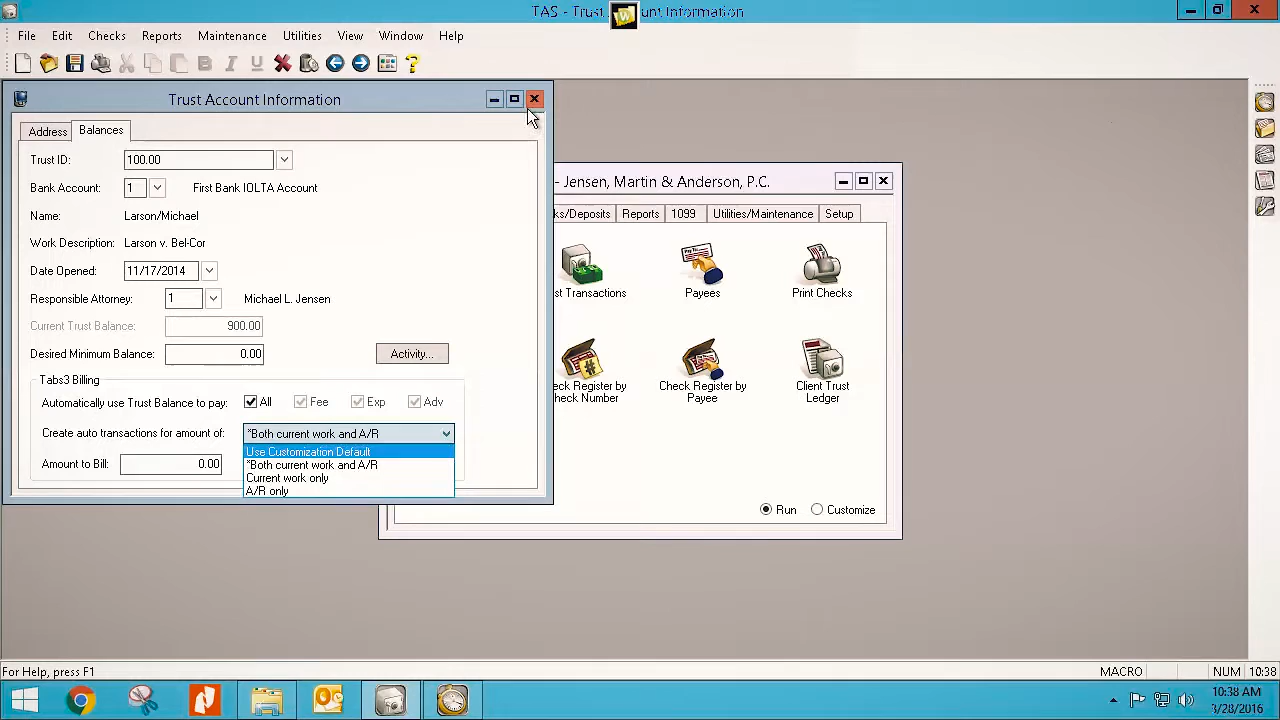 TAS - Trust Account Information
File Edit Checks Reports Maintenance Utilities View Window Help
Trust Account Information
Address Balances
Trust ID: 100.00
Bank Account: 1 First Bank IOLTA Account
Name: Larson/Michael
Work Description: Larson v. Bel-Cor
Date Opened: 11/17/2014
Responsible Attorney: 1 Michael L. Jensen
Current Trust Balance: 900.00
Desired Minimum Balance: 0.00 Activity...
Tabs3 Billing
Automatically use Trust Balance to pay: All Fee Exp Adv
Create auto transactions for amount of: *Both current work and A/R
Use Customization Default
*Both current work and A/R
Amount to Bill: 0.00
Current work only
A/R only
- Jensen, Martin & Anderson, P.C.
ks/Deposits Reports 1099 Utilities/Maintenance Setup
st Transactions Payees Print Checks
heck Register by
heck Number
Check Register by
Payee
Client Trust
Ledger
Run Customize
For Help, press F1 MACRO NUM 10:38
10:38 AM
3/28/2016